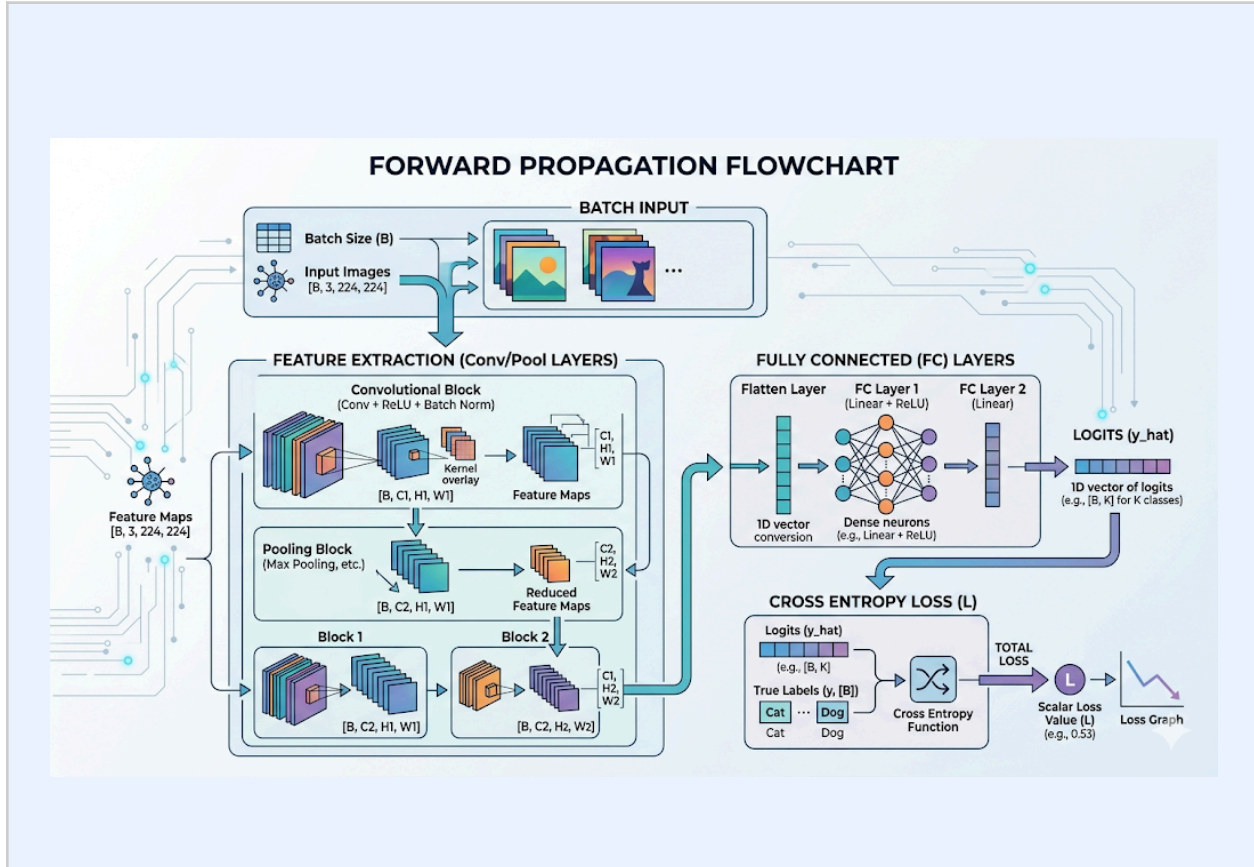 FORWARD PROPAGATION FLOWCHART
BATCH INPUT
Batch Size (B)
Input Images
[B, 3, 224, 224]
...
FEATURE EXTRACTION (Conv/Pool LAYERS)
Convolutional Block
(Conv + ReLU + Batch Norm)
Kernel
overlay
[B, C1, H1, W1]
Feature Maps
C1,
H1,
W1
Feature Maps
[B, 3, 224, 224]
Pooling Block
(Max Pooling, etc.)
[B, C2, H1, W1]
Reduced
Feature Maps
C2,
H2,
W2
Block 1
[B, C2, H1, W1]
Block 2
[B, C2, H2, W2]
C1,
H2,
W2
FULLY CONNECTED (FC) LAYERS
Flatten Layer
1D vector
conversion
FC Layer 1
(Linear + ReLU)
Dense neurons
(e.g., Linear + ReLU)
FC Layer 2
(Linear)
LOGITS (y_hat)
1D vector of logits
(e.g., [B, K] for K classes)
CROSS ENTROPY LOSS (L)
Logits (y_hat)
(e.g., [B, K]
True Labels (y, [B])
Cat ... Dog
Cat Dog
Cross Entropy
Function
TOTAL
LOSS
L
Scalar Loss
Value (L)
(e.g., 0.53)
Loss Graph